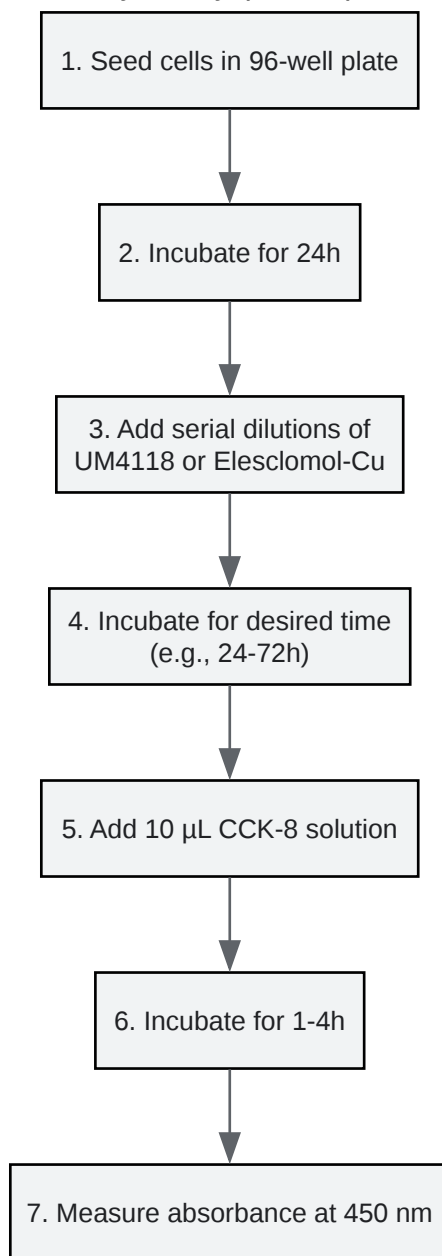 1. Seed cells in 96-well plate
2. Incubate for 24h
3. Add serial dilutions of
UM4118 or Elesclomol-Cu
4. Incubate for desired time
(e.g., 24-72h)
5. Add 10 µL CCK-8 solution
6. Incubate for 1-4h
7. Measure absorbance at 450 nm